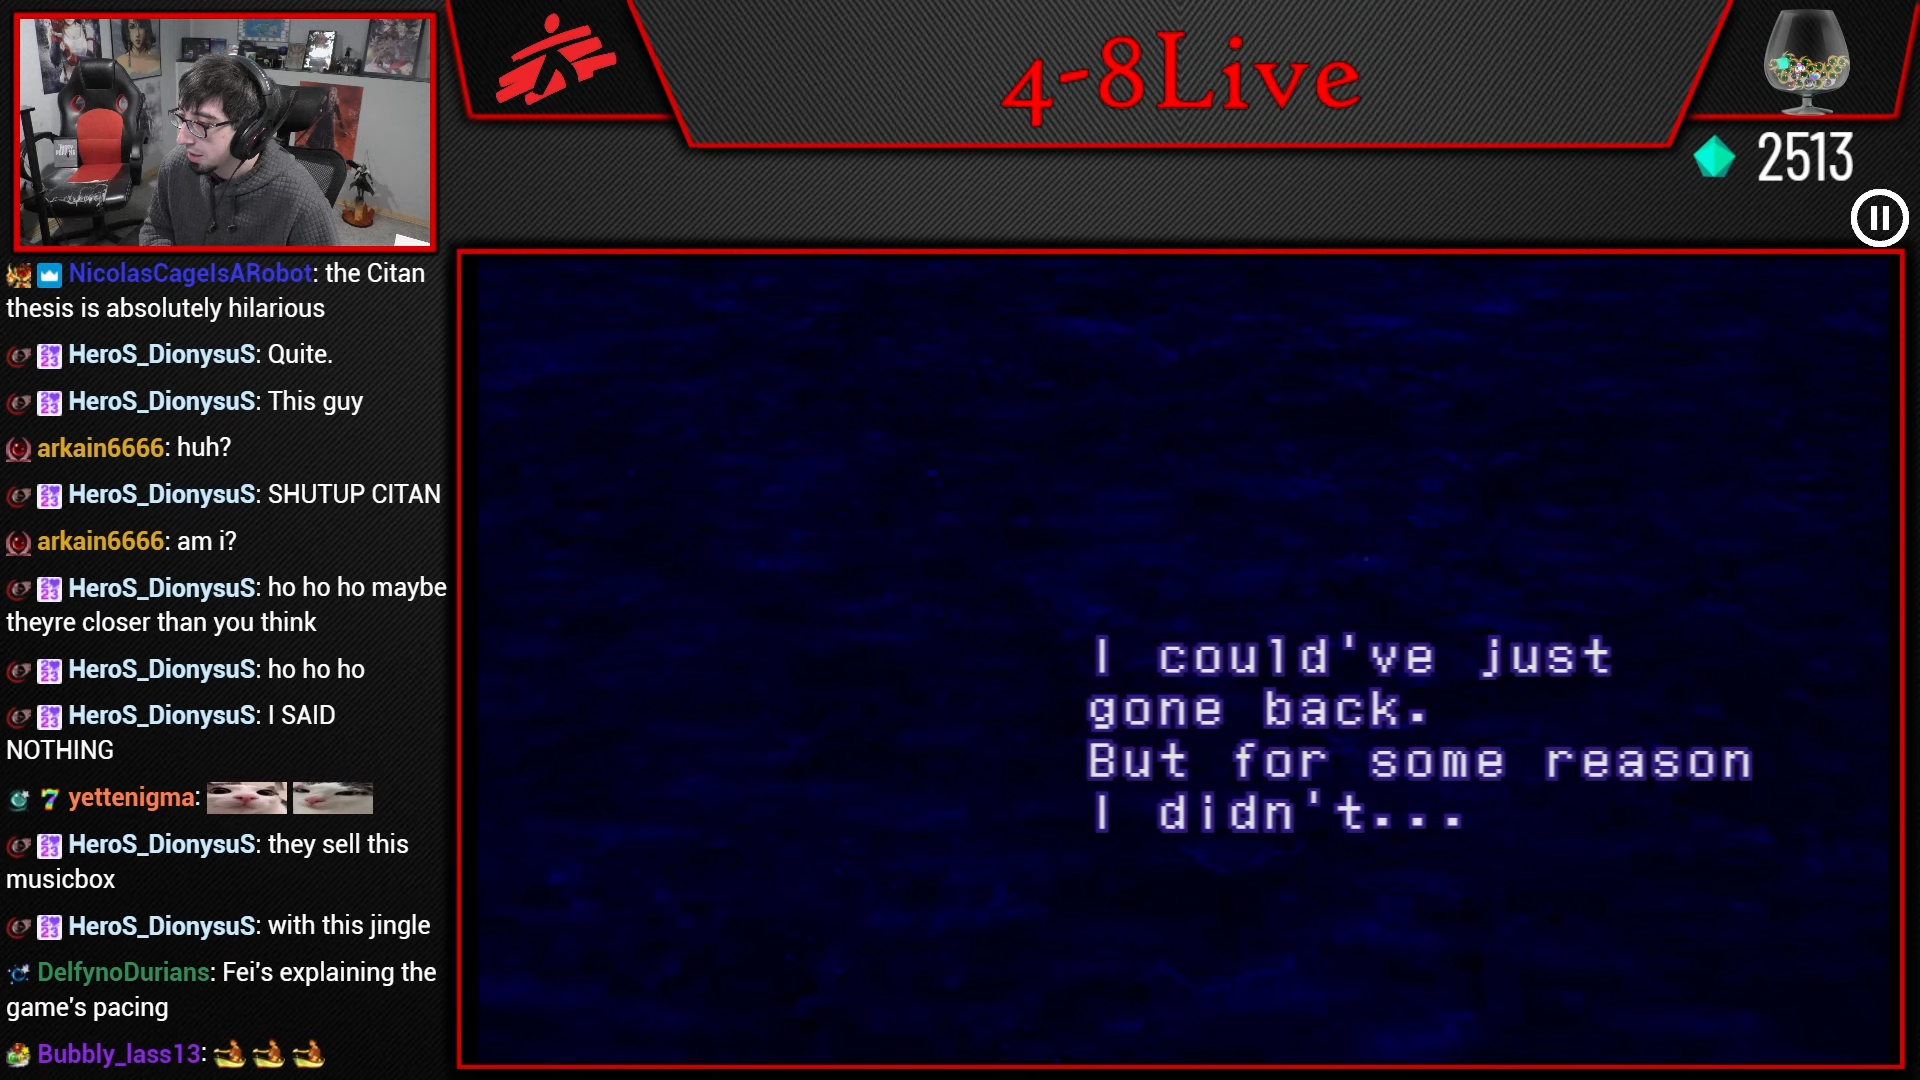 4-8Live
2513
NicolasCageIsARobot: the Citan
thesis is absolutely hilarious
HeroS_DionysuS: Quite.
HeroS_DionysuS: This guy
arkain6666: huh?
HeroS_DionysuS: SHUTUP CITAN
arkain6666: am i?
HeroS_DionysuS: ho ho ho maybe
theyre closer than you think
HeroS_DionysuS: ho ho ho
HeroS_DionysuS: I SAID
NOTHING
yettenigma:
HeroS_DionysuS: they sell this
musicbox
HeroS_DionysuS: with this jingle
DelfynoDurians: Fei's explaining the
game's pacing
Bubbly_lass13:
I could've just
gone back.
But for some reason
I didn't...